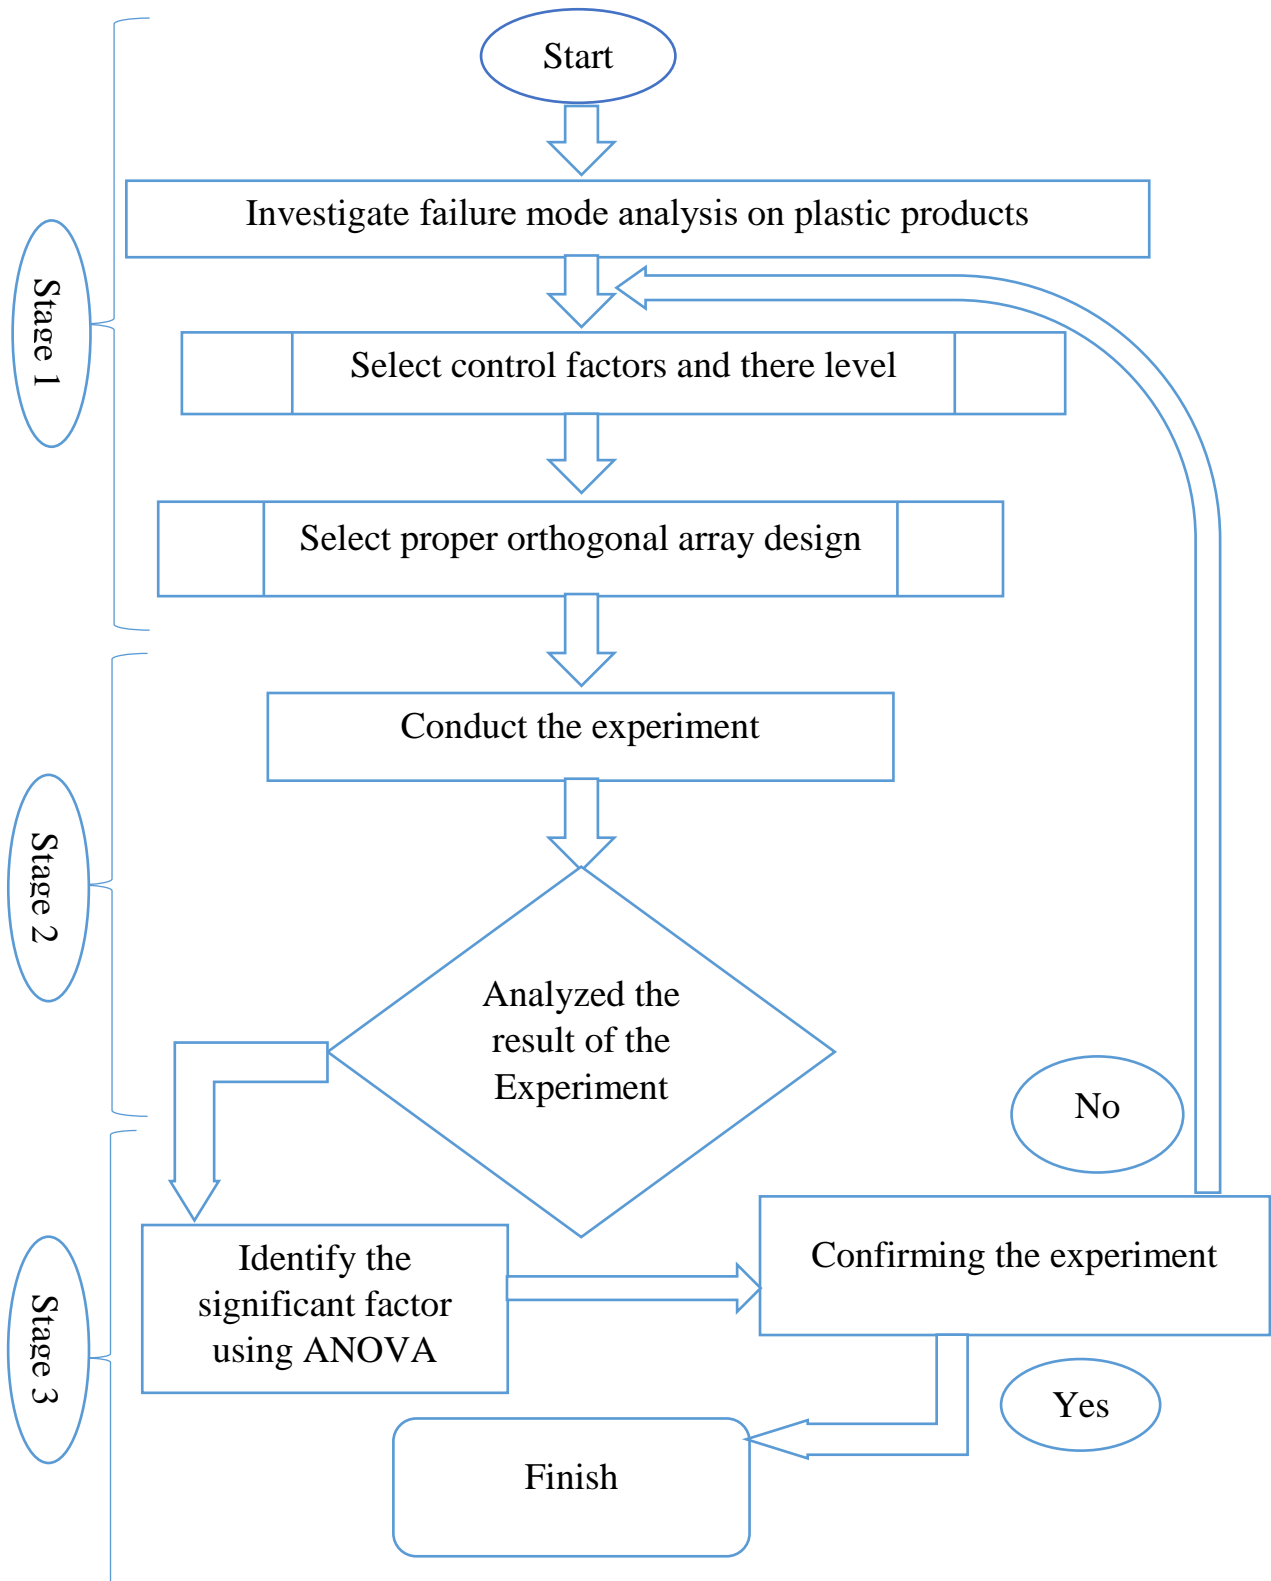 Start
Investigate failure mode analysis on plastic products
Stage 1
Select control factors and there level
Select proper orthogonal array design
Conduct the experiment
Stage 2
Analyzed the
result of the
Experiment
No
Identify the
significant factor
using ANOVA
Confirming the experiment
Stage 3
Yes
Finish